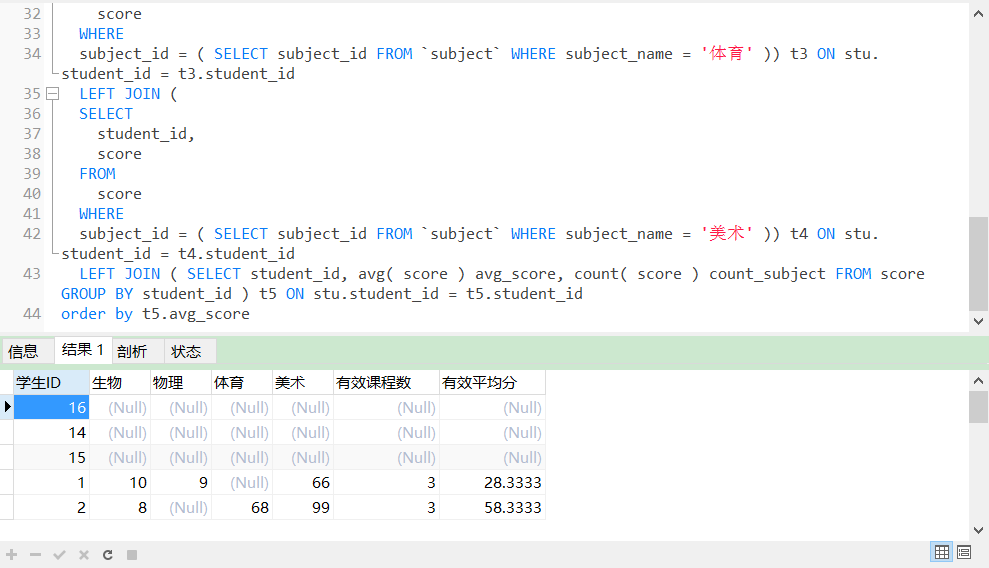 32 score
33 WHERE
34 subject_id = ( SELECT subject_id FROM `subject` WHERE subject_name = '体育' )) t3 ON stu.
student_id = t3.student_id
35 LEFT JOIN (
36 SELECT
37 student_id,
38 score
39 FROM
40 score
41 WHERE
42 subject_id = ( SELECT subject_id FROM `subject` WHERE subject_name = '美术' )) t4 ON stu.
student_id = t4.student_id
43 LEFT JOIN ( SELECT student_id, avg( score ) avg_score, count( score ) count_subject FROM score
GROUP BY student_id ) t5 ON stu.student_id = t5.student_id
44 order by t5.avg_score
信息 结果 1 剖析 状态
学生ID 生物 物理 体育 美术 有效课程数 有效平均分
16 (Null) (Null) (Null) (Null) (Null) (Null)
14 (Null) (Null) (Null) (Null) (Null) (Null)
15 (Null) (Null) (Null) (Null) (Null) (Null)
1 10 9 (Null) 66 3 28.3333
2 8 (Null) 68 99 3 58.3333